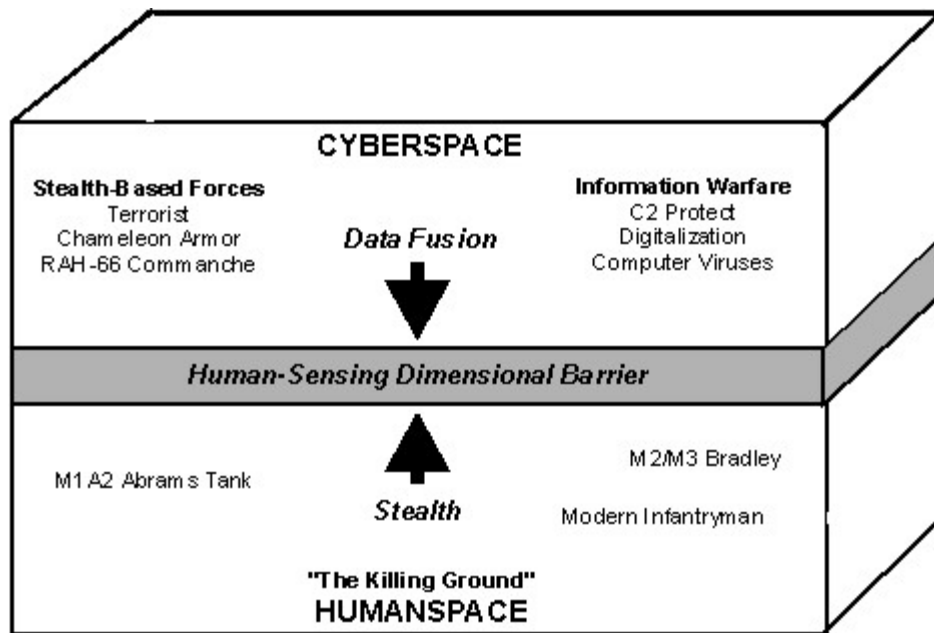 CYBERSPACE
Stealth-Based Forces
Terrorist
Chameleon Armor
RAH-66 Commanche
Data Fusion
Information Warfare
C2 Protect
Digitalization
Computer Viruses
Human-Sensing Dimensional Barrier
M1A2 Abrams Tank
Stealth
M2/M3 Bradley
Modern Infantryman
"The Killing Ground"
HUMANSPACE